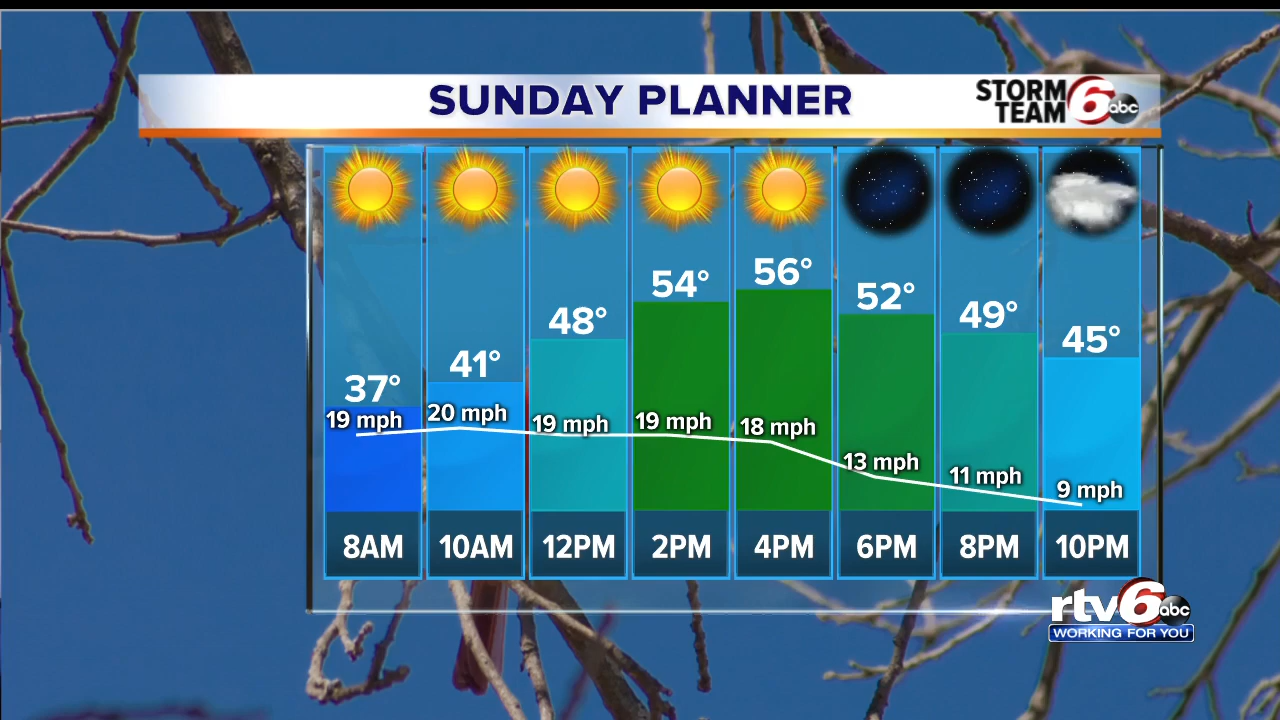 SUNDAY PLANNER
STORM
TEAM 6 abc
37° 41° 48° 54° 56° 52° 49° 45°
19 mph 20 mph 19 mph 19 mph 18 mph 13 mph 11 mph 9 mph
8AM 10AM 12PM 2PM 4PM 6PM 8PM 10PM
rtv6 abc
WORKING FOR YOU